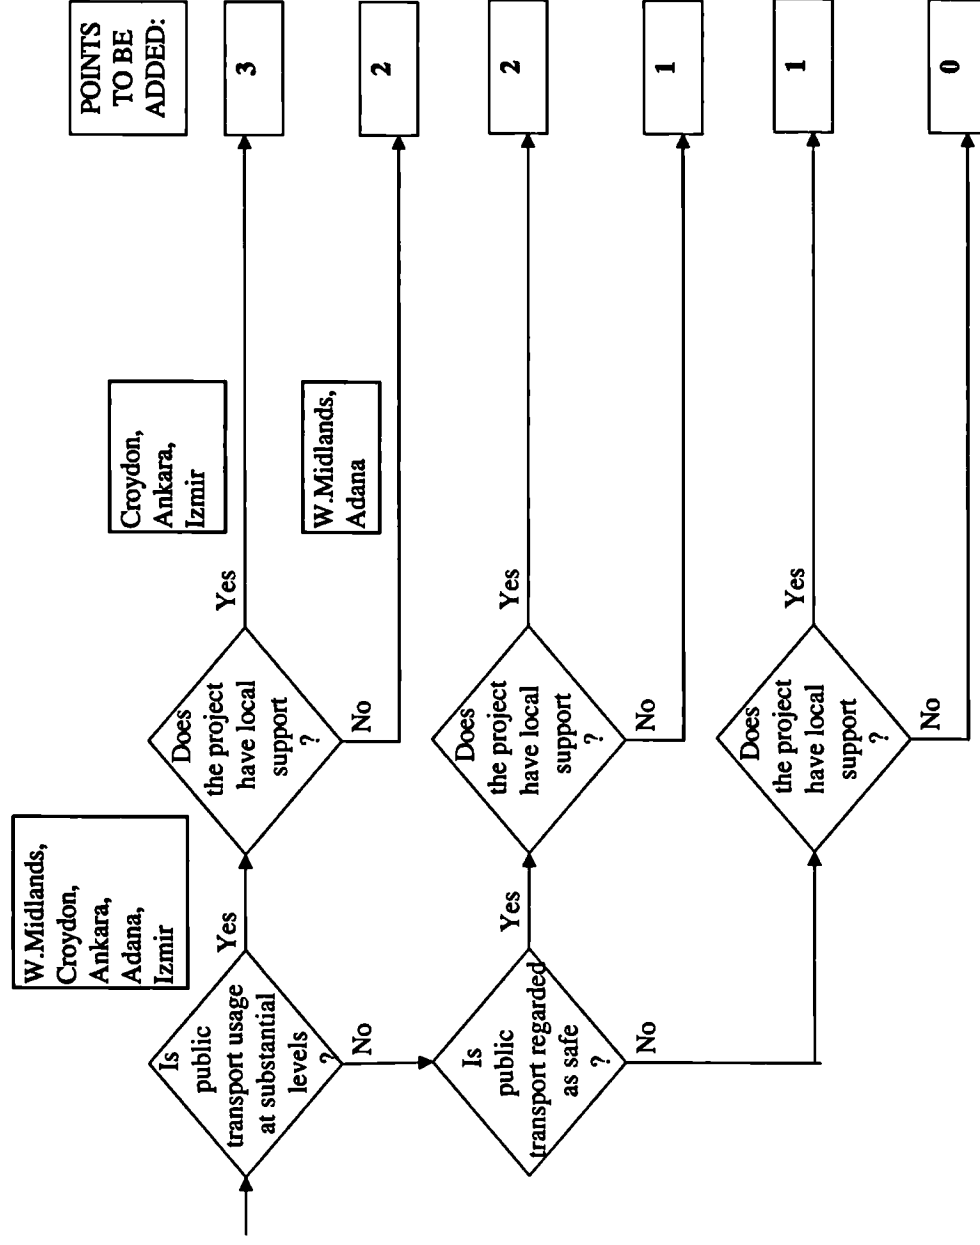 POINTS
TO BE
ADDED:
W.Midlands,
Croydon,
Ankara,
Adana,
Izmir
Croydon,
Ankara,
Izmir
Is
public
transport usage
at substantial
levels
?
Yes
Does
the project
have local
support
?
Yes
3
No
No
W.Midlands,
Adana
2
Is
public
transport regarded
as safe
?
Yes
Does
the project
have local
support
?
Yes
2
No
No
1
Does
the project
have local
support
?
Yes
1
No
0